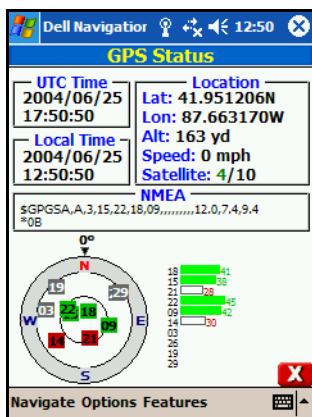 Dell Navigation 12:50
GPS Status
UTC Time
2004/06/25
17:50:50
Local Time
2004/06/25
12:50:50
Location
Lat: 41.951206N
Lon: 87.663170W
Alt: 163 yd
Speed: 0 mph
Satellite: 4/10
NMEA
$GPGSA,A,3,15,22,18,09,,,,,,,,,12.0,7.4,9.4
*0B
0°
N
19
29
03
22
18
W
09
E
14
21
S
18 41
15 38
21 28
22 45
09 42
14 30
03
26
19
29
X
Navigate Options Features